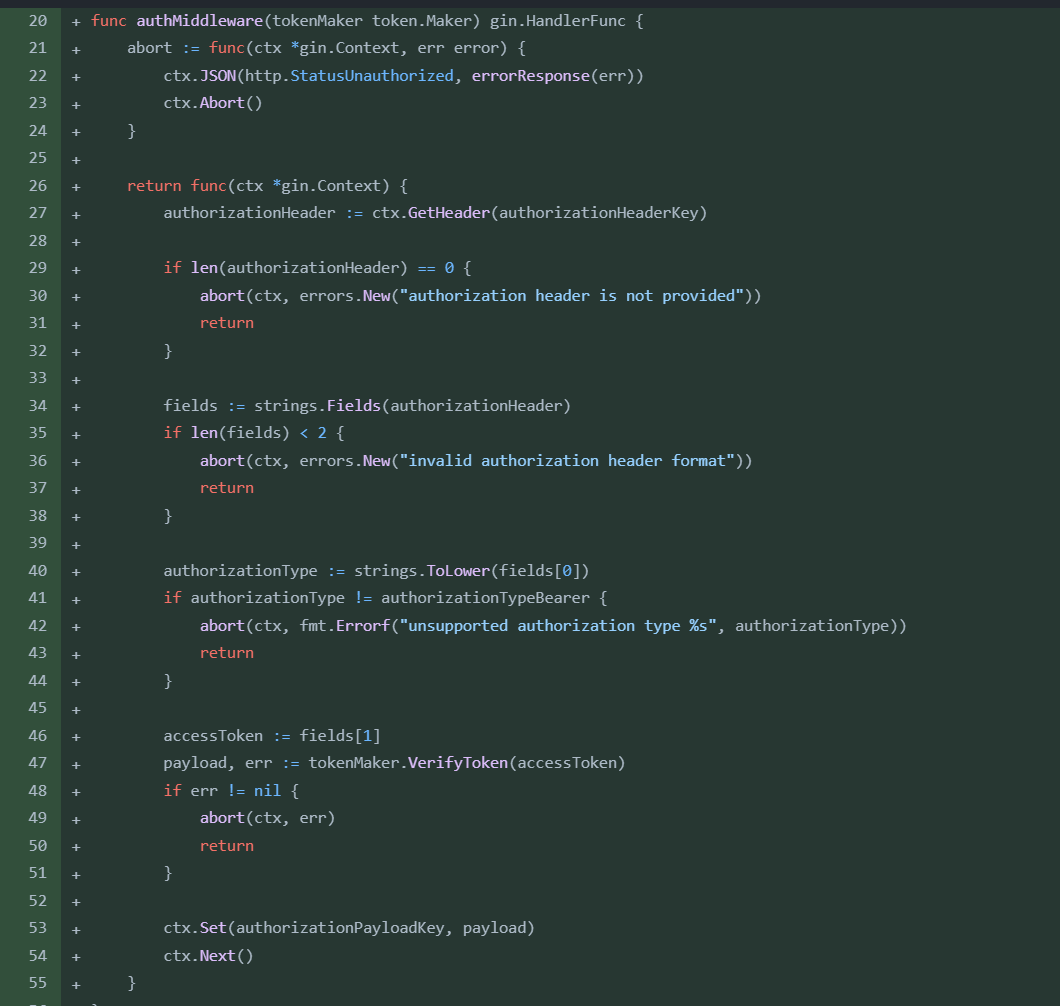 20 + func authMiddleware(tokenMaker token.Maker) gin.HandlerFunc {
21 +     abort := func(ctx *gin.Context, err error) {
22 +         ctx.JSON(http.StatusUnauthorized, errorResponse(err))
23 +         ctx.Abort()
24 +     }
25 +
26 +     return func(ctx *gin.Context) {
27 +         authorizationHeader := ctx.GetHeader(authorizationHeaderKey)
28 +
29 +         if len(authorizationHeader) == 0 {
30 +             abort(ctx, errors.New("authorization header is not provided"))
31 +             return
32 +         }
33 +
34 +         fields := strings.Fields(authorizationHeader)
35 +         if len(fields) < 2 {
36 +             abort(ctx, errors.New("invalid authorization header format"))
37 +             return
38 +         }
39 +
40 +         authorizationType := strings.ToLower(fields[0])
41 +         if authorizationType != authorizationTypeBearer {
42 +             abort(ctx, fmt.Errorf("unsupported authorization type %s", authorizationType))
43 +             return
44 +         }
45 +
46 +         accessToken := fields[1]
47 +         payload, err := tokenMaker.VerifyToken(accessToken)
48 +         if err != nil {
49 +             abort(ctx, err)
50 +             return
51 +         }
52 +
53 +         ctx.Set(authorizationPayloadKey, payload)
54 +         ctx.Next()
55 +     }